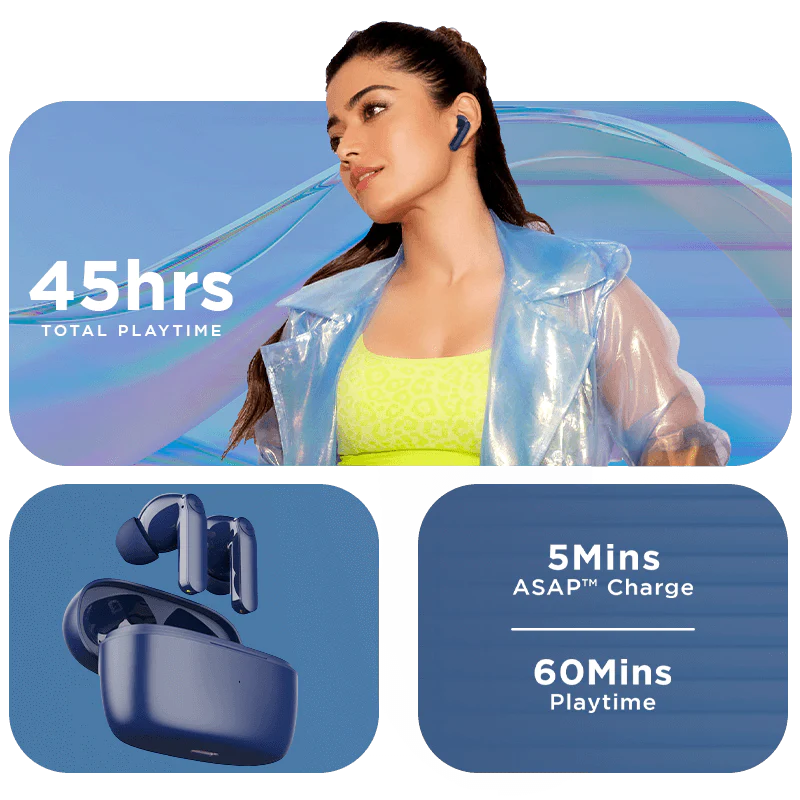 45hrs
TOTAL PLAYTIME
5Mins
ASAP™ Charge
60Mins
Playtime